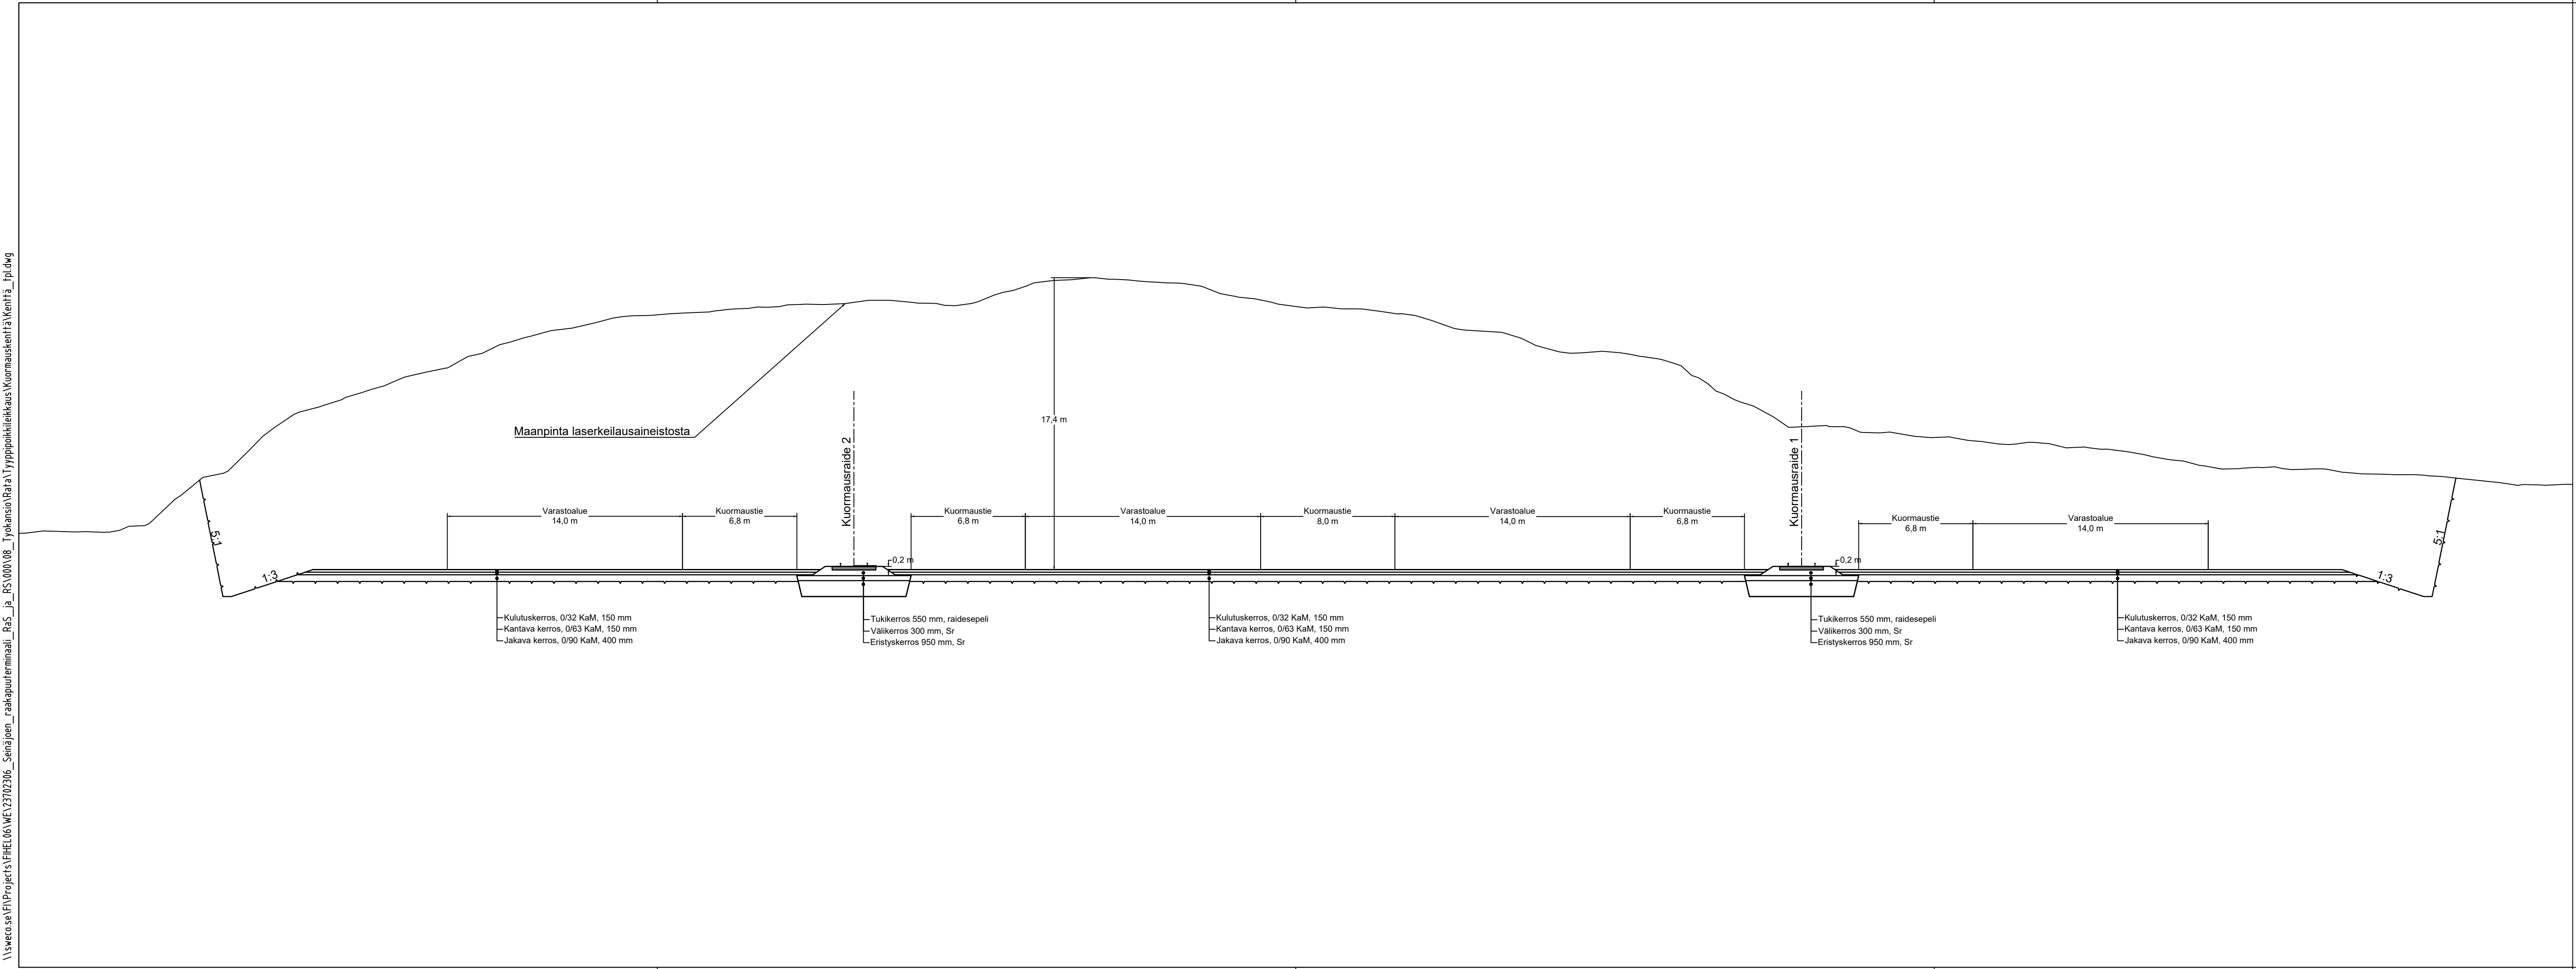 \\sweco.se\FI\Projects\FIHEL06\WE\23702306_Seinäjoen_raakapuuterminaali_RaS_ja_RS\000\08_Työkansio\Rata\Tyyppipoikkileikkaus\Kuormauskenttä\Kenttä_tpl.dwg
Maanpinta laserkeilausaineistosta
17,4 m
Kuormausraide 2
Kuormausraide 1
5:1
1:3
Varastoalue
14,0 m
Kuormaustie
6,8 m
0,2 m
Kuormaustie
6,8 m
Varastoalue
14,0 m
Kuormaustie
8,0 m
Varastoalue
14,0 m
Kuormaustie
6,8 m
0,2 m
Kuormaustie
6,8 m
Varastoalue
14,0 m
1:3
5:1
Kulutuskerros, 0/32 KaM, 150 mm
Kantava kerros, 0/63 KaM, 150 mm
Jakava kerros, 0/90 KaM, 400 mm
Tukikerros 550 mm, raidesepeli
Välikerros 300 mm, Sr
Eristyskerros 950 mm, Sr
Kulutuskerros, 0/32 KaM, 150 mm
Kantava kerros, 0/63 KaM, 150 mm
Jakava kerros, 0/90 KaM, 400 mm
Tukikerros 550 mm, raidesepeli
Välikerros 300 mm, Sr
Eristyskerros 950 mm, Sr
Kulutuskerros, 0/32 KaM, 150 mm
Kantava kerros, 0/63 KaM, 150 mm
Jakava kerros, 0/90 KaM, 400 mm